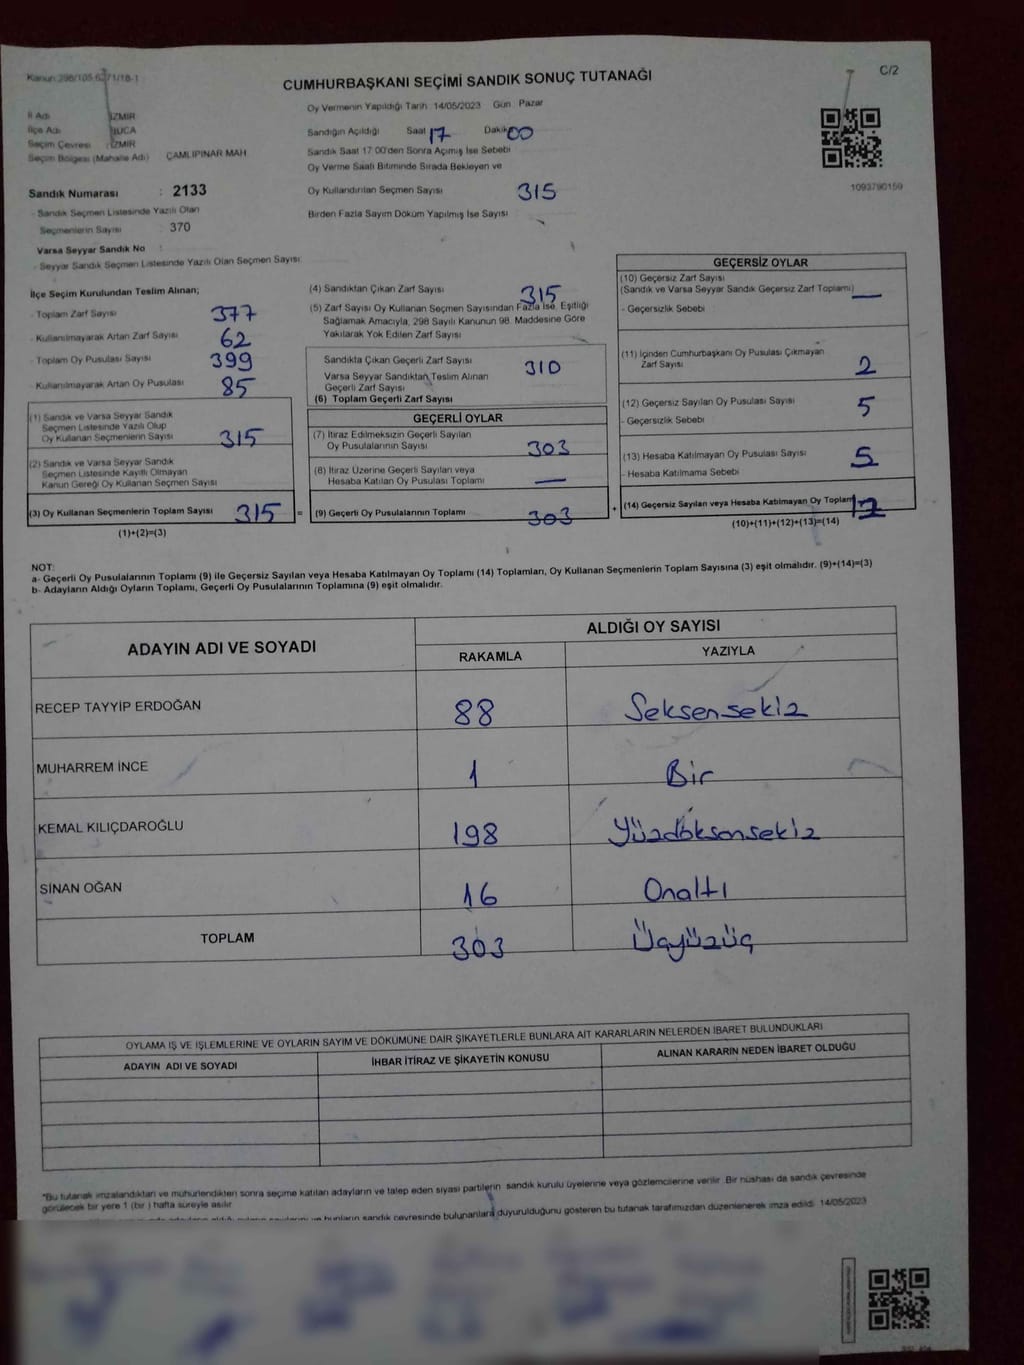 Kanun:298/105.6271/18-1
CUMHURBAŞKANI SEÇİMİ SANDIK SONUÇ TUTANAĞI
C/2
İl Adı : İZMİR
İlçe Adı : BUCA
Seçim Çevresi : İZMİR
Seçim Bölgesi (Mahalle Adı) ÇAMLIPINAR MAH
Sandık Numarası : 2133
- Sandık Seçmen Listesinde Yazılı Olan
Seçmenlerin Sayısı : 370
Varsa Seyyar Sandık No :
- Seyyar Sandık Seçmen Listesinde Yazılı Olan Seçmen Sayısı:
Oy Vermenin Yapıldığı Tarih 14/05/2023 Gün Pazar
Sandığın Açıldığı Saat 17 Dakika 00
Sandık Saat 17:00'den Sonra Açımış İse Sebebi
Oy Verme Saati Bitiminde Sırada Bekleyen ve
Oy Kullandırılan Seçmen Sayısı 315
Birden Fazla Sayım Döküm Yapılmış İse Sayısı
1093790159
İlçe Seçim Kurulundan Teslim Alınan;
- Toplam Zarf Sayısı 377
- Kullanılmayarak Artan Zarf Sayısı 62
- Toplam Oy Pusulası Sayısı 399
- Kullanılmayarak Artan Oy Pusulası 85
(1) Sandık ve Varsa Seyyar Sandık
Seçmen Listesinde Yazılı Olup
Oy Kullanan Seçmenlerin Sayısı 315
(2) Sandık ve Varsa Seyyar Sandık
Seçmen Listesinde Kayıtlı Olmayan
Kanun Gereği Oy Kullanan Seçmen Sayısı
(3) Oy Kullanan Seçmenlerin Toplam Sayısı 315 =
(1)+(2)=(3)
(4) Sandıktan Çıkan Zarf Sayısı 315
(5) Zarf Sayısı Oy Kullanan Seçmen Sayısından Fazla İse, Eşitliği
Sağlamak Amacıyla, 298 Sayılı Kanunun 98. Maddesine Göre
Yakılarak Yok Edilen Zarf Sayısı
Sandıkta Çıkan Geçerli Zarf Sayısı 310
Varsa Seyyar Sandıktan Teslim Alınan
Geçerli Zarf Sayısı
(6) Toplam Geçerli Zarf Sayısı
GEÇERLİ OYLAR
(7) İtiraz Edilmeksizin Geçerli Sayılan
Oy Pusulalarının Sayısı 303
(8) İtiraz Üzerine Geçerli Sayılan veya
Hesaba Katılan Oy Pusulası Toplamı —
(9) Geçerli Oy Pusulalarının Toplamı 303 +
GEÇERSİZ OYLAR
(10) Geçersiz Zarf Sayısı
(Sandık ve Varsa Seyyar Sandık Geçersiz Zarf Toplamı) —
- Geçersizlik Sebebi
(11) İçinden Cumhurbaşkanı Oy Pusulası Çıkmayan
Zarf Sayısı 2
(12) Geçersiz Sayılan Oy Pusulası Sayısı 5
- Geçersizlik Sebebi
(13) Hesaba Katılmayan Oy Pusulası Sayısı 5
- Hesaba Katılmama Sebebi
(14) Geçersiz Sayılan veya Hesaba Katılmayan Oy Toplamı 12
(10)+(11)+(12)+(13)=(14)
NOT:
a- Geçerli Oy Pusulalarının Toplamı (9) ile Geçersiz Sayılan veya Hesaba Katılmayan Oy Toplamı (14) Toplamları, Oy Kullanan Seçmenlerin Toplam Sayısına (3) eşit olmalıdır. (9)+(14)=(3)
b- Adayların Aldığı Oyların Toplamı, Geçerli Oy Pusulalarının Toplamına (9) eşit olmalıdır.
ADAYIN ADI VE SOYADI ALDIĞI OY SAYISI
RAKAMLA YAZIYLA
RECEP TAYYİP ERDOĞAN 88 Seksensekiz
MUHARREM İNCE 1 Bir
KEMAL KILIÇDAROĞLU 198 Yüzdoksonsekiz
SİNAN OĞAN 16 Onaltı
TOPLAM 303 Üçyüzüç
OYLAMA İŞ VE İŞLEMLERİNE VE OYLARIN SAYIM VE DÖKÜMÜNE DAİR ŞİKAYETLERLE BUNLARA AİT KARARLARIN NELERDEN İBARET BULUNDUKLARI
ADAYIN ADI VE SOYADI İHBAR İTİRAZ VE ŞİKAYETİN KONUSU ALINAN KARARIN NEDEN İBARET OLDUĞU
*Bu tutanak imzalandıktan ve mühürlendikten sonra seçime katılan adayların ve talep eden siyasi partilerin sandık kurulu üyelerine veya gözlemcilerine verilir. Bir nüshası da sandık çevresinde
görülecek bir yere 1 (bir) hafta süreyle asılır.
bunların sandık çevresinde bulunanlara duyurulduğunu gösteren bu tutanak tarafımızdan düzenlenerek imza edildi. 14/05/2023